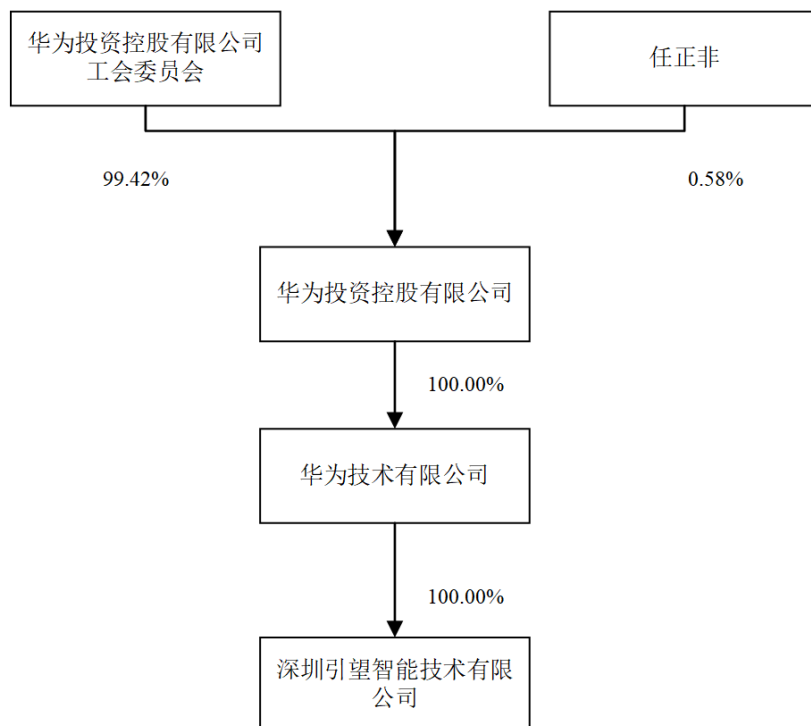 华为投资控股有限公司
工会委员会
任正非
99.42%
0.58%
华为投资控股有限公司
100.00%
华为技术有限公司
100.00%
深圳引望智能技术有限
公司